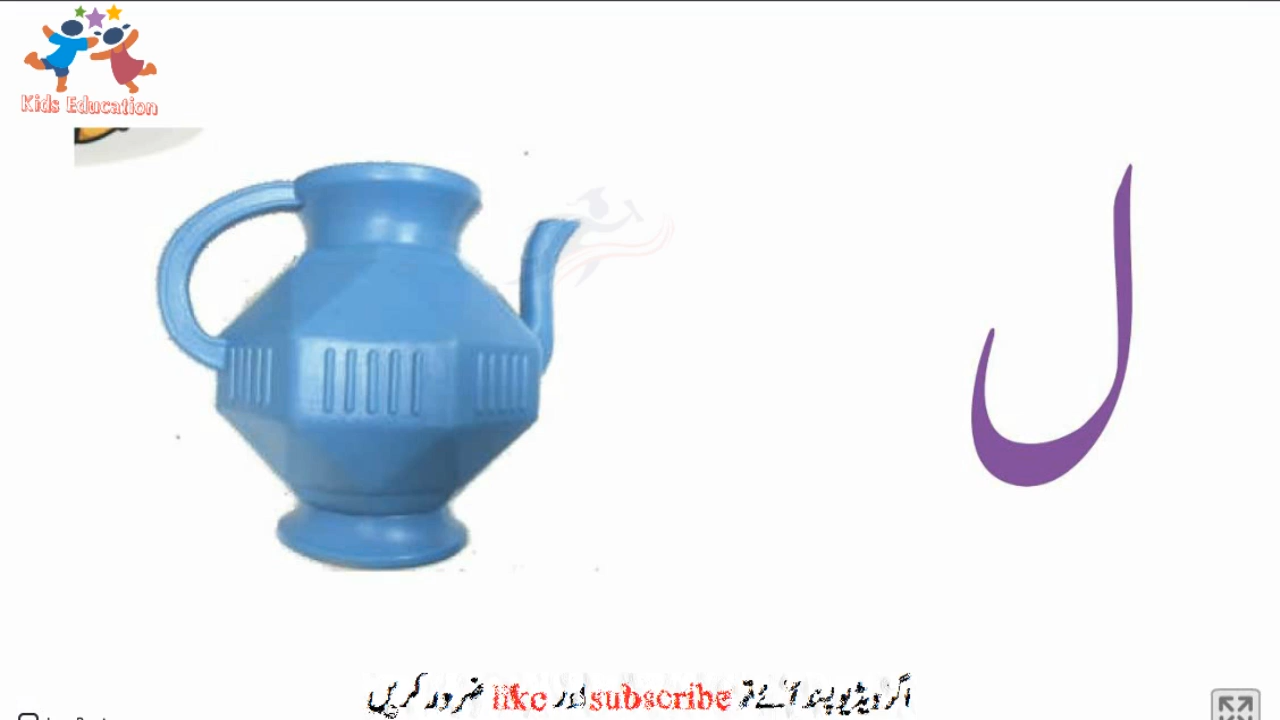 Kids Education
ل
اگر ویڈیو پسند آئے تو subscribe اور like ضرور کریں